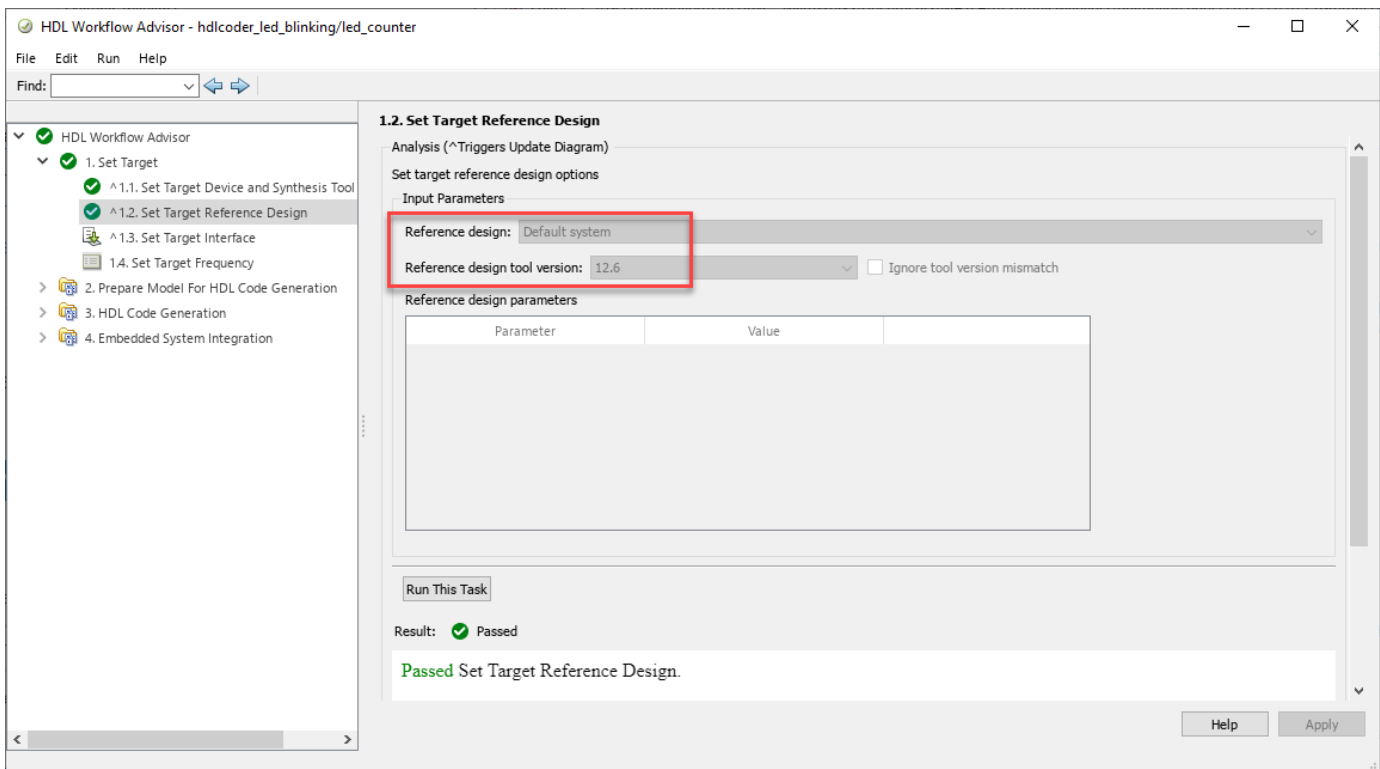 HDL Workflow Advisor - hdlcoder_led_blinking/led_counter
File Edit Run Help
Find:
HDL Workflow Advisor
1. Set Target
^1.1. Set Target Device and Synthesis Tool
^1.2. Set Target Reference Design
^1.3. Set Target Interface
1.4. Set Target Frequency
2. Prepare Model For HDL Code Generation
3. HDL Code Generation
4. Embedded System Integration
1.2. Set Target Reference Design
Analysis (^Triggers Update Diagram)
Set target reference design options
Input Parameters
Reference design: Default system
Reference design tool version: 12.6 Ignore tool version mismatch
Reference design parameters
Parameter Value
Run This Task
Result: Passed
Passed Set Target Reference Design.
Help Apply